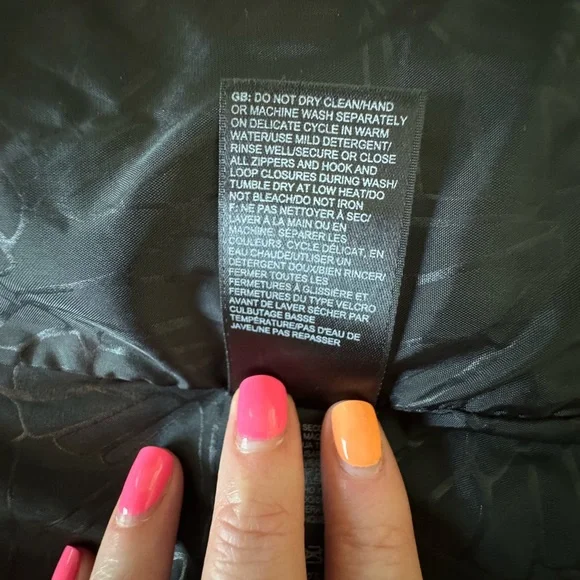 GB: DO NOT DRY CLEAN/HAND
OR MACHINE WASH SEPARATELY
ON DELICATE CYCLE IN WARM
WATER/USE MILD DETERGENT/
RINSE WELL/SECURE OR CLOSE
ALL ZIPPERS AND HOOK AND
LOOP CLOSURES DURING WASH/
TUMBLE DRY AT LOW HEAT/DO
NOT BLEACH/DO NOT IRON
F: NE PAS NETTOYER À SEC/
LAVER À LA MAIN OU EN
MACHINE SÉPARER LES
COULEURS, CYCLE DÉLICAT, EN
EAU CHAUDE/UTILISER UN
DÉTERGENT DOUX/BIEN RINCER/
FERMER TOUTES LES
FERMETURES À GLISSIÈRE ET
FERMETURES DU TYPE VELCRO
AVANT DE LAVER SÉCHER PAR
CULBUTAGE BASSE
TEMPÉRATURE/PAS D'EAU DE
JAVEL/NE PAS REPASSER